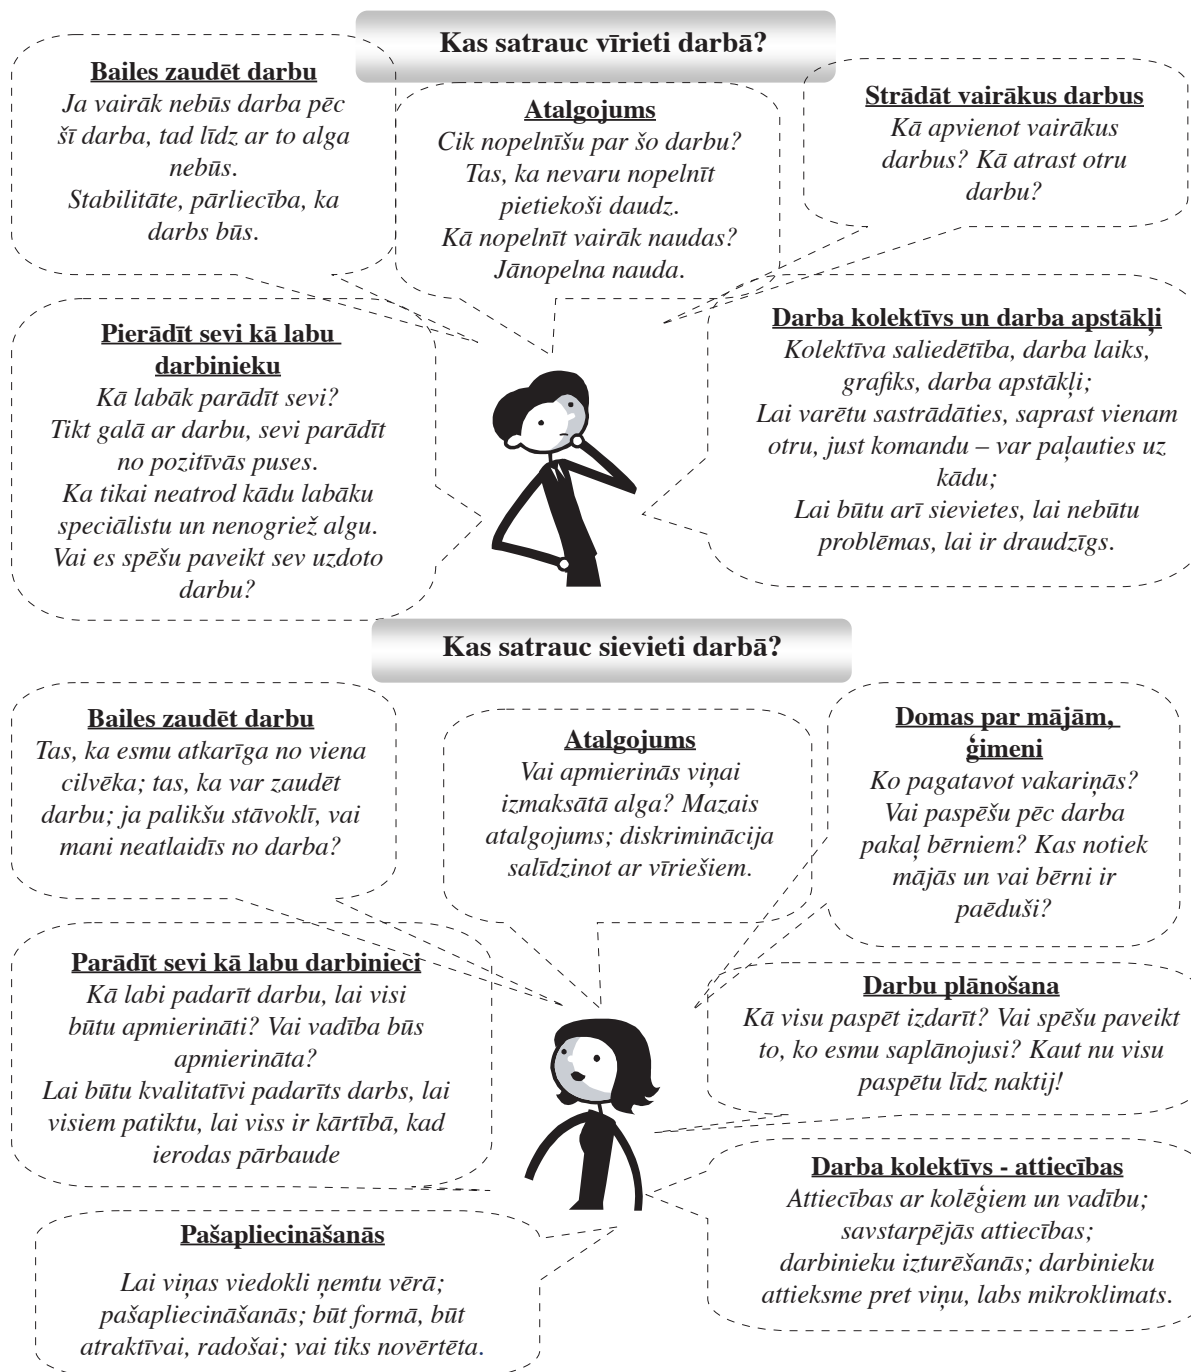 Kas satrauc vīrieti darbā?
Bailes zaudēt darbu
Ja vairāk nebūs darba pēc
šī darba, tad līdz ar to alga
nebūs.
Stabilitāte, pārliecība, ka
darbs būs.
Atalgojums
Cik nopelnīšu par šo darbu?
Tas, ka nevaru nopelnīt
pietiekoši daudz.
Kā nopelnīt vairāk naudas?
Jānopelna nauda.
Strādāt vairākus darbus
Kā apvienot vairākus
darbus? Kā atrast otru
darbu?
Pierādīt sevi kā labu
darbinieku
Kā labāk parādīt sevi?
Tikt galā ar darbu, sevi parādīt
no pozitīvās puses.
Ka tikai neatrod kādu labāku
speciālistu un nenogriež algu.
Vai es spēšu paveikt sev uzdoto
darbu?
Darba kolektīvs un darba apstākļi
Kolektīva saliedētība, darba laiks,
grafiks, darba apstākļi;
Lai varētu sastrādāties, saprast vienam
otru, just komandu – var paļauties uz
kādu;
Lai būtu arī sievietes, lai nebūtu
problēmas, lai ir draudzīgs.
Kas satrauc sievieti darbā?
Bailes zaudēt darbu
Tas, ka esmu atkarīga no viena
cilvēka; tas, ka var zaudēt
darbu; ja palikšu stāvoklī, vai
mani neatlaidīs no darba?
Atalgojums
Vai apmierinās viņai
izmaksātā alga? Mazais
atalgojums; diskriminācija
salīdzinot ar vīriešiem.
Domas par mājām,
ģimeni
Ko pagatavot vakariņās?
Vai paspēšu pēc darba
pakaļ bērniem? Kas notiek
mājās un vai bērni ir
paēduši?
Parādīt sevi kā labu darbinieci
Kā labi padarīt darbu, lai visi
būtu apmierināti? Vai vadība būs
apmierināta?
Lai būtu kvalitatīvi padarīts darbs, lai
visiem patiktu, lai viss ir kārtībā, kad
ierodas pārbaude
Darbu plānošana
Kā visu paspēt izdarīt? Vai spēšu paveikt
to, ko esmu saplānojusi? Kaut nu visu
paspētu līdz naktij!
Darba kolektīvs - attiecības
Attiecības ar kolēģiem un vadību;
savstarpējās attiecības;
darbinieku izturēšanās; darbinieku
attieksme pret viņu, labs mikroklimats.
Pašapliecināšanās
Lai viņas viedokli ņemtu vērā;
pašapliecināšanās; būt formā, būt
atraktīvai, radošai; vai tiks novērtēta.